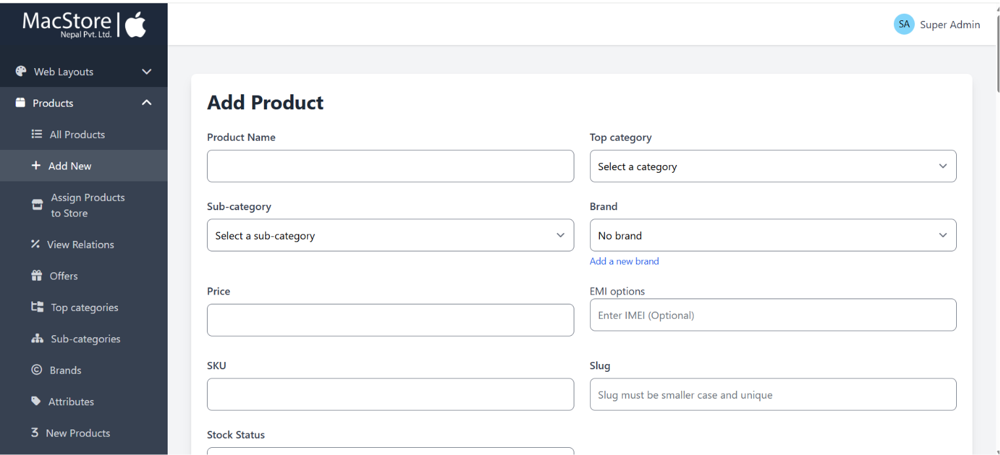 MacStore
Nepal Pvt. Ltd.
SA Super Admin
Web Layouts
Products
All Products
Add New
Assign Products
to Store
View Relations
Offers
Top categories
Sub-categories
Brands
Attributes
3 New Products
Add Product
Product Name
Top category
Select a category
Sub-category
Select a sub-category
Brand
No brand
Add a new brand
Price
EMI options
Enter IMEI (Optional)
SKU
Slug
Slug must be smaller case and unique
Stock Status